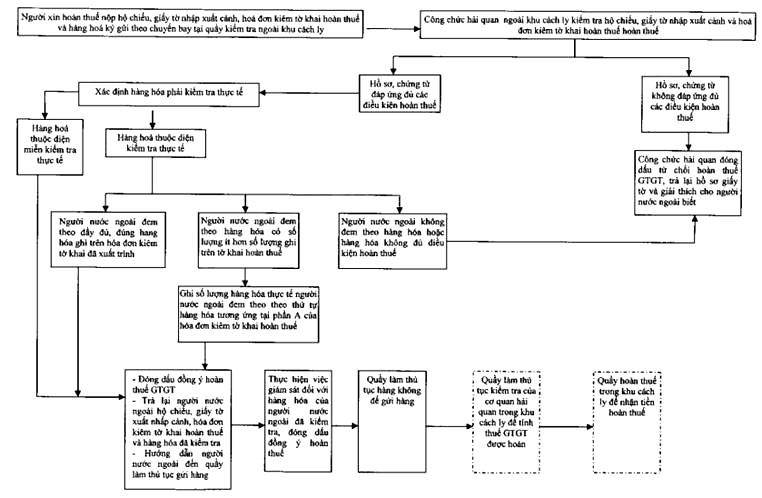 Người xin hoàn thuế nộp hộ chiếu, giấy tờ nhập xuất cảnh, hoá đơn kiêm tờ khai hoàn thuế
và hàng hoá ký gửi theo chuyến bay tại quầy kiểm tra ngoài khu cách ly
Công chức hải quan ngoài khu cách ly kiểm tra hộ chiếu, giấy tờ nhập xuất cảnh và hoá
đơn kiêm tờ khai hoàn thuế hoàn thuế
Xác định hàng hóa phải kiểm tra thực tế
Hồ sơ, chứng từ
đáp ứng đủ các
điều kiện hoàn thuế
Hồ sơ, chứng từ
không đáp ứng đủ
các điều kiện hoàn
thuế
Hàng hoá
thuộc diện
miễn kiểm tra
thực tế
Hàng hoá thuộc diện
kiểm tra thực tế
Công chức hải quan đóng
dấu từ chối hoàn thuế
GTGT, trả lại hồ sơ giấy
tờ và giải thích cho người
nước ngoài biết
Người nước ngoài đem
theo đầy đủ, đúng hang
hóa ghi trên hóa đơn kiêm
tờ khai đã xuất trình
Người nước ngoài đem
theo hàng hóa có số
lượng ít hơn số lượng ghi
trên tờ khai hoàn thuế
Người nước ngoài không
đem theo hàng hóa hoặc
hàng hóa không đủ điều
kiện hoàn thuế
Ghi số lượng hàng hóa thực tế người
nước ngoài đem theo theo thứ tự
hàng hóa tương ứng tại phần A của
hóa đơn kiêm tờ khai hoàn thuế
- Đóng dấu đồng ý hoàn
thuế GTGT
- Trả lại người nước
ngoài hộ chiếu, giấy tờ
xuất nhập cảnh, hóa đơn
kiêm tờ khai hoàn thuế
và hàng hóa đã kiểm tra
- Hướng dẫn người
nước ngoài đến quầy
làm thủ tục gửi hàng
Thực hiện việc
giám sát đối với
hàng hóa của
người nước
ngoài đã kiểm
tra, đóng dấu
đồng ý hoàn
thuế
Quầy làm thủ
tục hàng không
để gửi hàng
Quầy làm thủ
tục kiểm tra của
cơ quan hải
quan trong khu
cách ly để tính
thuế GTGT
được hoàn
Quầy hoàn thuế
trong khu cách
ly để nhận tiền
hoàn thuế